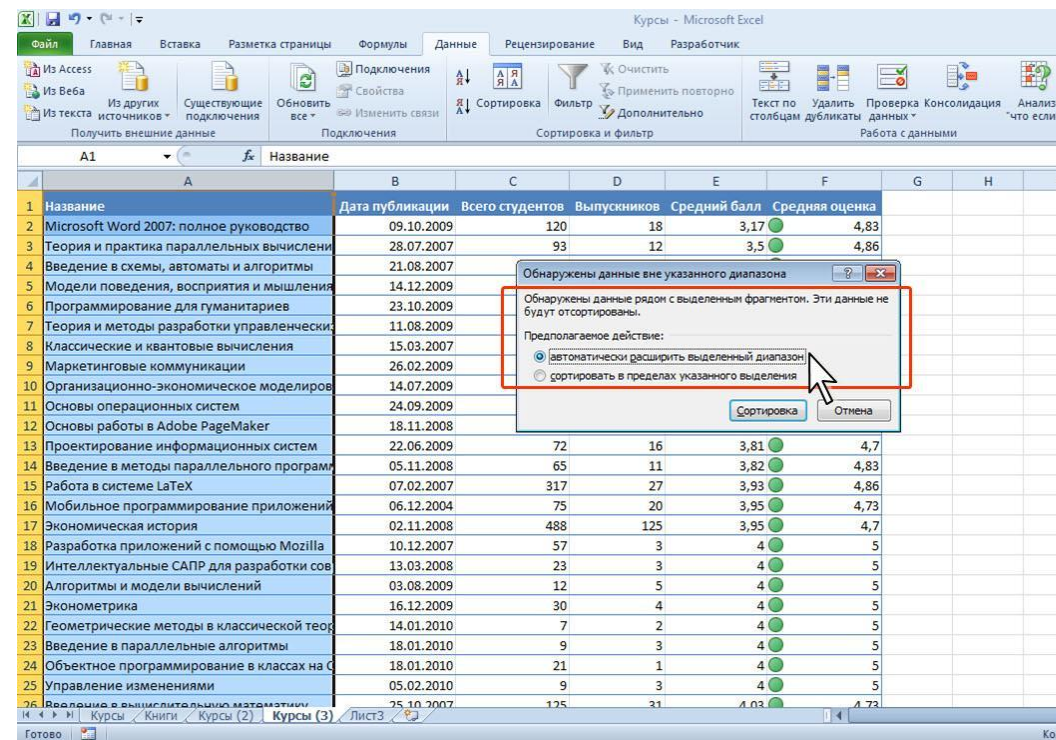 Курсы - Microsoft Excel
Файл Главная Вставка Разметка страницы Формулы Данные Рецензирование Вид Разработчик
Из Access
Из Веба
Из текста
Из других источников
Существующие подключения
Обновить все
Подключения
Свойства
Изменить связи
Сортировка
Фильтр
Очистить
Применить повторно
Дополнительно
Текст по столбцам
Удалить дубликаты
Проверка данных
Консолидация
Анализ "что если
Получить внешние данные Подключения Сортировка и фильтр Работа с данными
A1 fx Название
A B C D E F G H
1 Название Дата публикации Всего студентов Выпускников Средний балл Средняя оценка
2 Microsoft Word 2007: полное руководство 09.10.2009 120 18 3,17 4,83
3 Теория и практика параллельных вычислени 28.07.2007 93 12 3,5 4,86
4 Введение в схемы, автоматы и алгоритмы 21.08.2007
5 Модели поведения, восприятия и мышления 14.12.2009
6 Программирование для гуманитариев 23.10.2009
7 Теория и методы разработки управленчески 11.08.2009
8 Классические и квантовые вычисления 15.03.2007
9 Маркетинговые коммуникации 26.02.2009
10 Организационно-экономическое моделиров 14.07.2009
11 Основы операционных систем 24.09.2009
12 Основы работы в Adobe PageMaker 18.11.2008
13 Проектирование информационных систем 22.06.2009 72 16 3,81 4,7
14 Введение в методы параллельного програм 05.11.2008 65 11 3,82 4,83
15 Работа в системе LaTeX 07.02.2007 317 27 3,93 4,86
16 Мобильное программирование приложений 06.12.2004 75 20 3,95 4,73
17 Экономическая история 02.11.2008 488 125 3,95 4,7
18 Разработка приложений с помощью Mozilla 10.12.2007 57 3 4 5
19 Интеллектуальные САПР для разработки сов 13.03.2008 23 3 4 5
20 Алгоритмы и модели вычислений 03.08.2009 12 5 4 5
21 Эконометрика 16.12.2009 30 4 4 5
22 Геометрические методы в классической теор 14.01.2010 7 2 4 5
23 Введение в параллельные алгоритмы 18.01.2010 9 3 4 5
24 Объектное программирование в классах на С 18.01.2010 21 1 4 5
25 Управление изменениями 05.02.2010 9 3 4 5
26 Введение в вычислительную математику 25.10.2007 125 31 4,03 4,73
Обнаружены данные вне указанного диапазона
Обнаружены данные рядом с выделенным фрагментом. Эти данные не
будут отсортированы.
Предполагаемое действие:
автоматически расширить выделенный диапазон
сортировать в пределах указанного выделения
Сортировка Отмена
Курсы Книги Курсы (2) Курсы (3) Лист3
Готово Ко